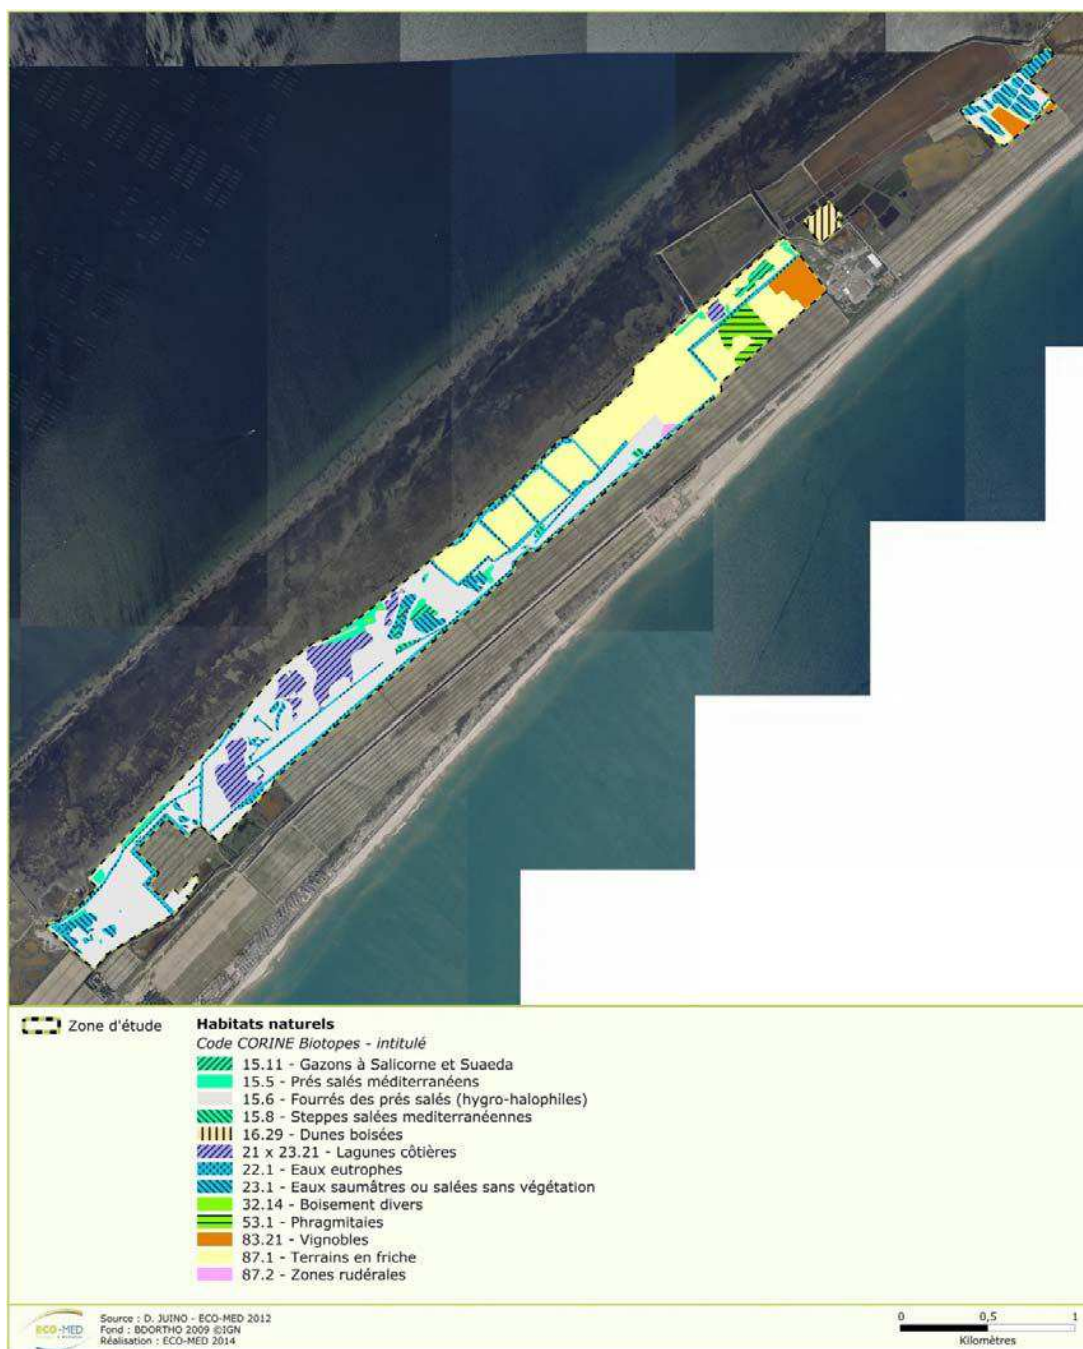 Zone d'étude
Habitats naturels
Code CORINE Biotopes - intitulé
15.11 - Gazons à Salicorne et Suaeda
15.5 - Prés salés méditerranéens
15.6 - Fourrés des prés salés (hygro-halophiles)
15.8 - Steppes salées mediterranéennes
16.29 - Dunes boisées
21 x 23.21 - Lagunes côtières
22.1 - Eaux eutrophes
23.1 - Eaux saumâtres ou salées sans végétation
32.14 - Boisement divers
53.1 - Phragmitaies
83.21 - Vignobles
87.1 - Terrains en friche
87.2 - Zones rudérales
ECO-MED
Source : D. JUINO - ECO-MED 2012
Fond : BDORTHO 2009 ©IGN
Réalisation : ECO-MED 2014
0 0,5 1
Kilomètres